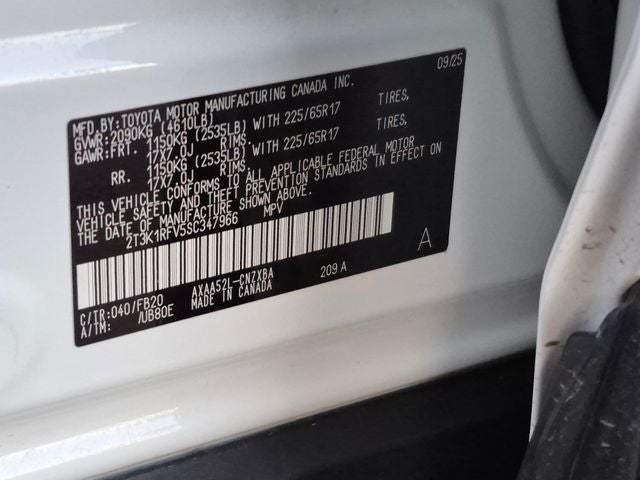 09/25
MFD. BY: TOYOTA MOTOR MANUFACTURING CANADA INC.
GVWR: 2090KG (4610LB)
GAWR: FRT. 1150KG (2535LB) WITH 225/65R17 TIRES,
17X7.0J RIMS.
RR. 1150KG (2535LB) WITH 225/65R17 TIRES,
17X7.0J RIMS.
THIS VEHICLE CONFORMS TO ALL APPLICABLE FEDERAL MOTOR
VEHICLE SAFETY AND THEFT PREVENTION STANDARDS IN EFFECT ON
THE DATE OF MANUFACTURE SHOWN ABOVE.
2T3K1RFV5SC347966 MPV
A
C/TR:040/FB20 AXAA52L-CNZXBA 209 A
A/TM: /UB80E MADE IN CANADA